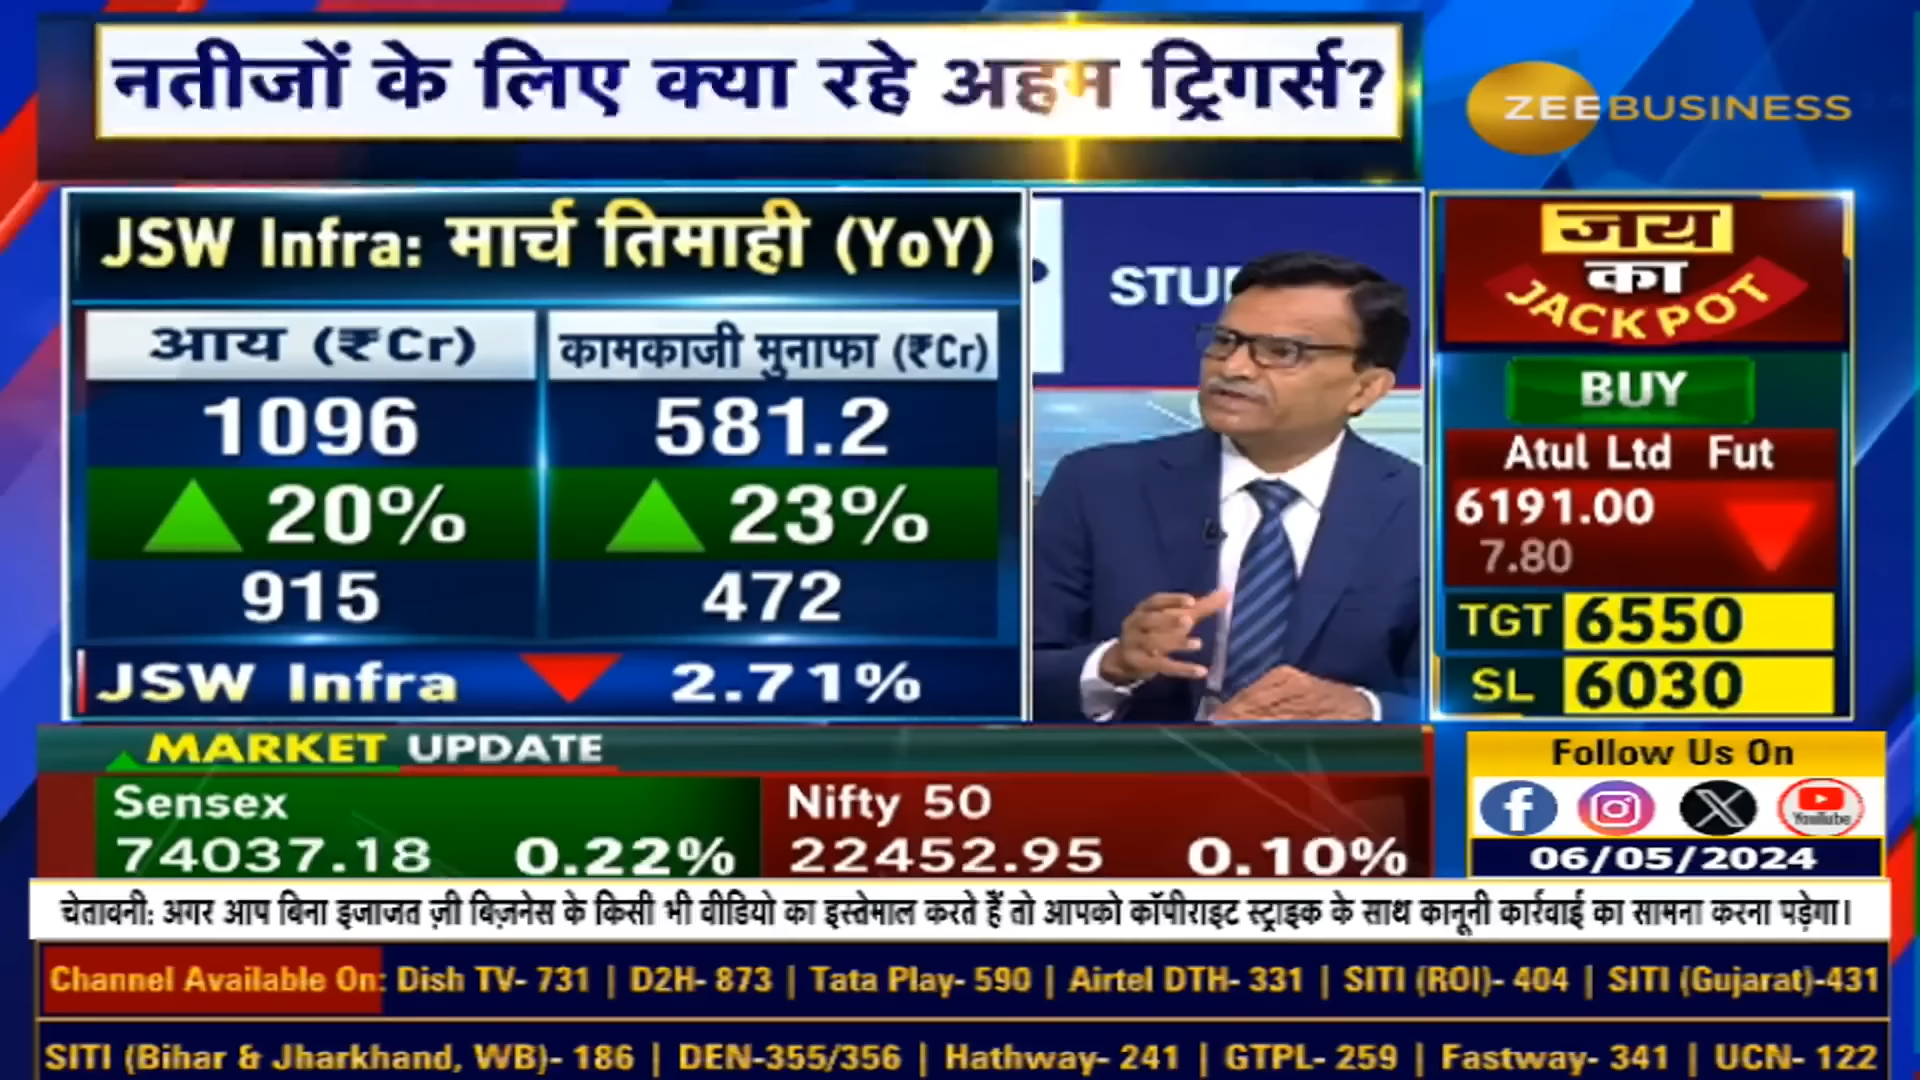 नतीजों के लिए क्या रहे अहम ट्रिगर्स?
ZEEBUSINESS
JSW Infra: मार्च तिमाही (YoY)
आय (₹Cr) कामकाजी मुनाफा (₹Cr)
1096 581.2
20% 23%
915 472
JSW Infra 2.71%
STU
जय
का
JACKPOT
BUY
Atul Ltd Fut
6191.00
7.80
TGT 6550
SL 6030
MARKET UPDATE
Sensex
74037.18 0.22%
Nifty 50
22452.95 0.10%
Follow Us On
YouTube
06/05/2024
चेतावनी: अगर आप बिना इजाजत ज़ी बिज़नेस के किसी भी वीडियो का इस्तेमाल करते हैं तो आपको कॉपीराइट स्ट्राइक के साथ कानूनी कार्रवाई का सामना करना पड़ेगा।
Channel Available On: Dish TV- 731 | D2H- 873 | Tata Play- 590 | Airtel DTH- 331 | SITI (ROI)- 404 | SITI (Gujarat)-431
SITI (Bihar & Jharkhand, WB)- 186 | DEN-355/356 | Hathway- 241 | GTPL- 259 | Fastway- 341 | UCN- 122